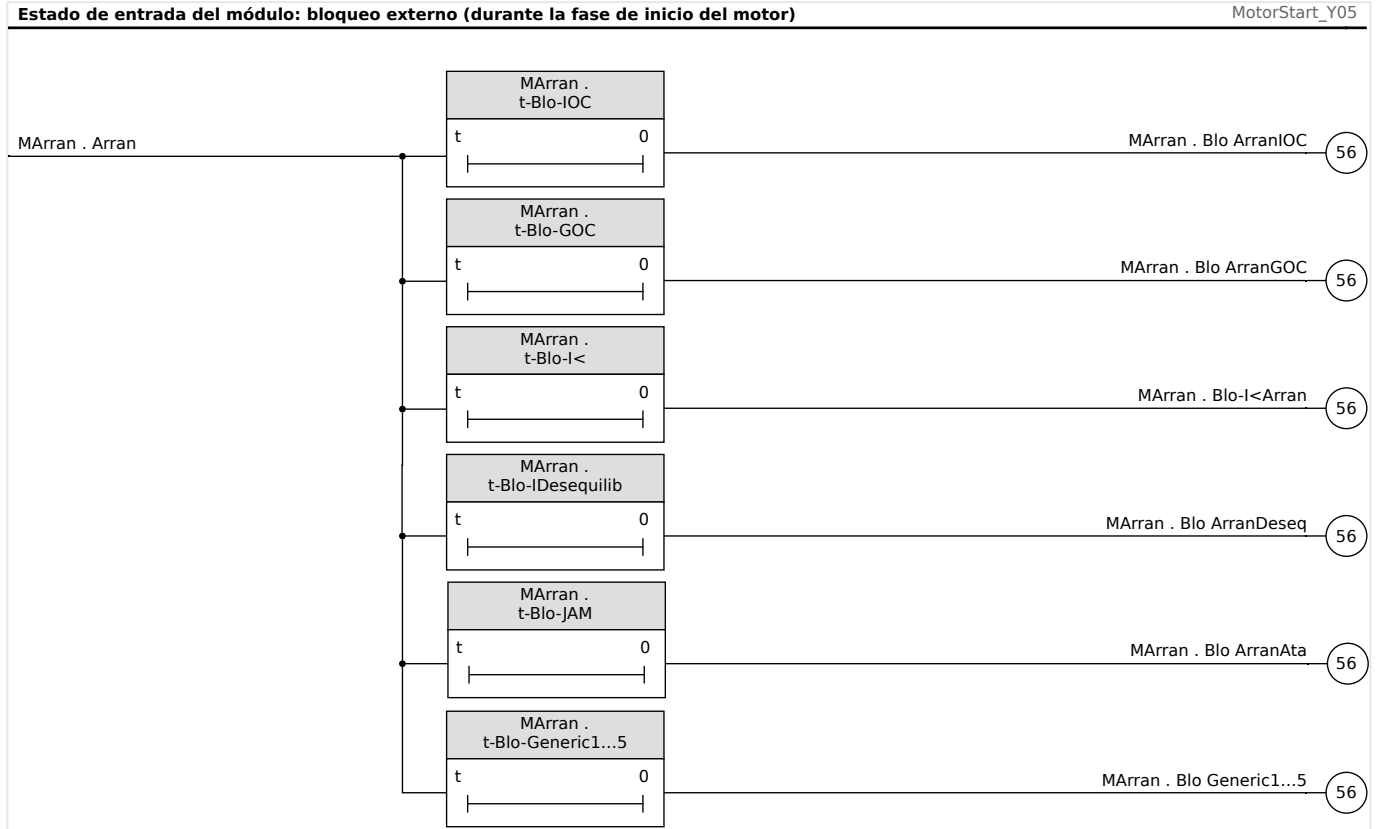 Estado de entrada del módulo: bloqueo externo (durante la fase de inicio del motor)
MotorStart_Y05
MArran . Arran
MArran .
t-Blo-IOC
t 0
MArran . Blo ArranIOC
56
MArran .
t-Blo-GOC
t 0
MArran . Blo ArranGOC
56
MArran .
t-Blo-I<
t 0
MArran . Blo-I<Arran
56
MArran .
t-Blo-IDesequilib
t 0
MArran . Blo ArranDeseq
56
MArran .
t-Blo-JAM
t 0
MArran . Blo ArranAta
56
MArran .
t-Blo-Generic1…5
t 0
MArran . Blo Generic1…5
56